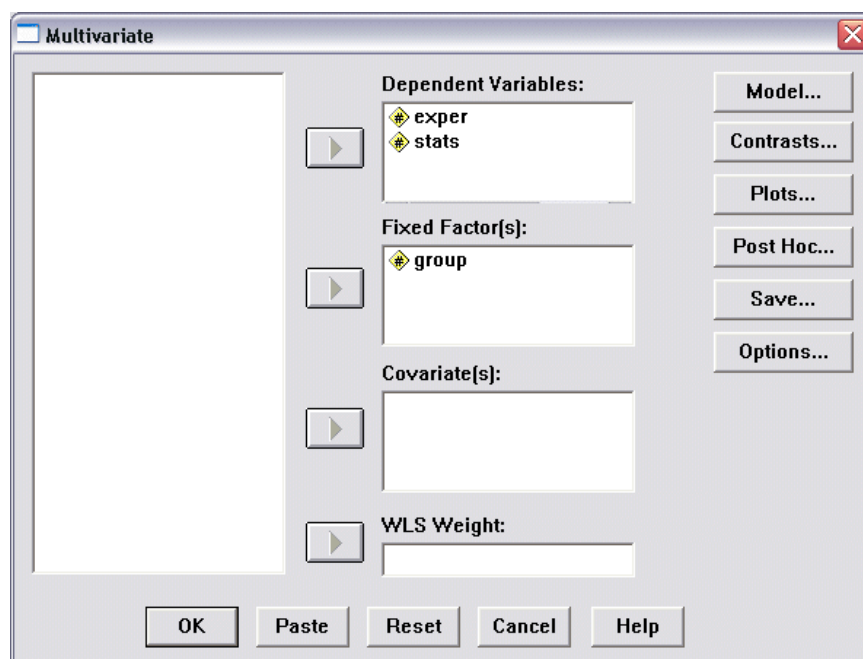 Multivariate
Dependent Variables:
# exper
# stats
Fixed Factor(s):
# group
Covariate(s):
WLS Weight:
Model...
Contrasts...
Plots...
Post Hoc...
Save...
Options...
OK
Paste
Reset
Cancel
Help